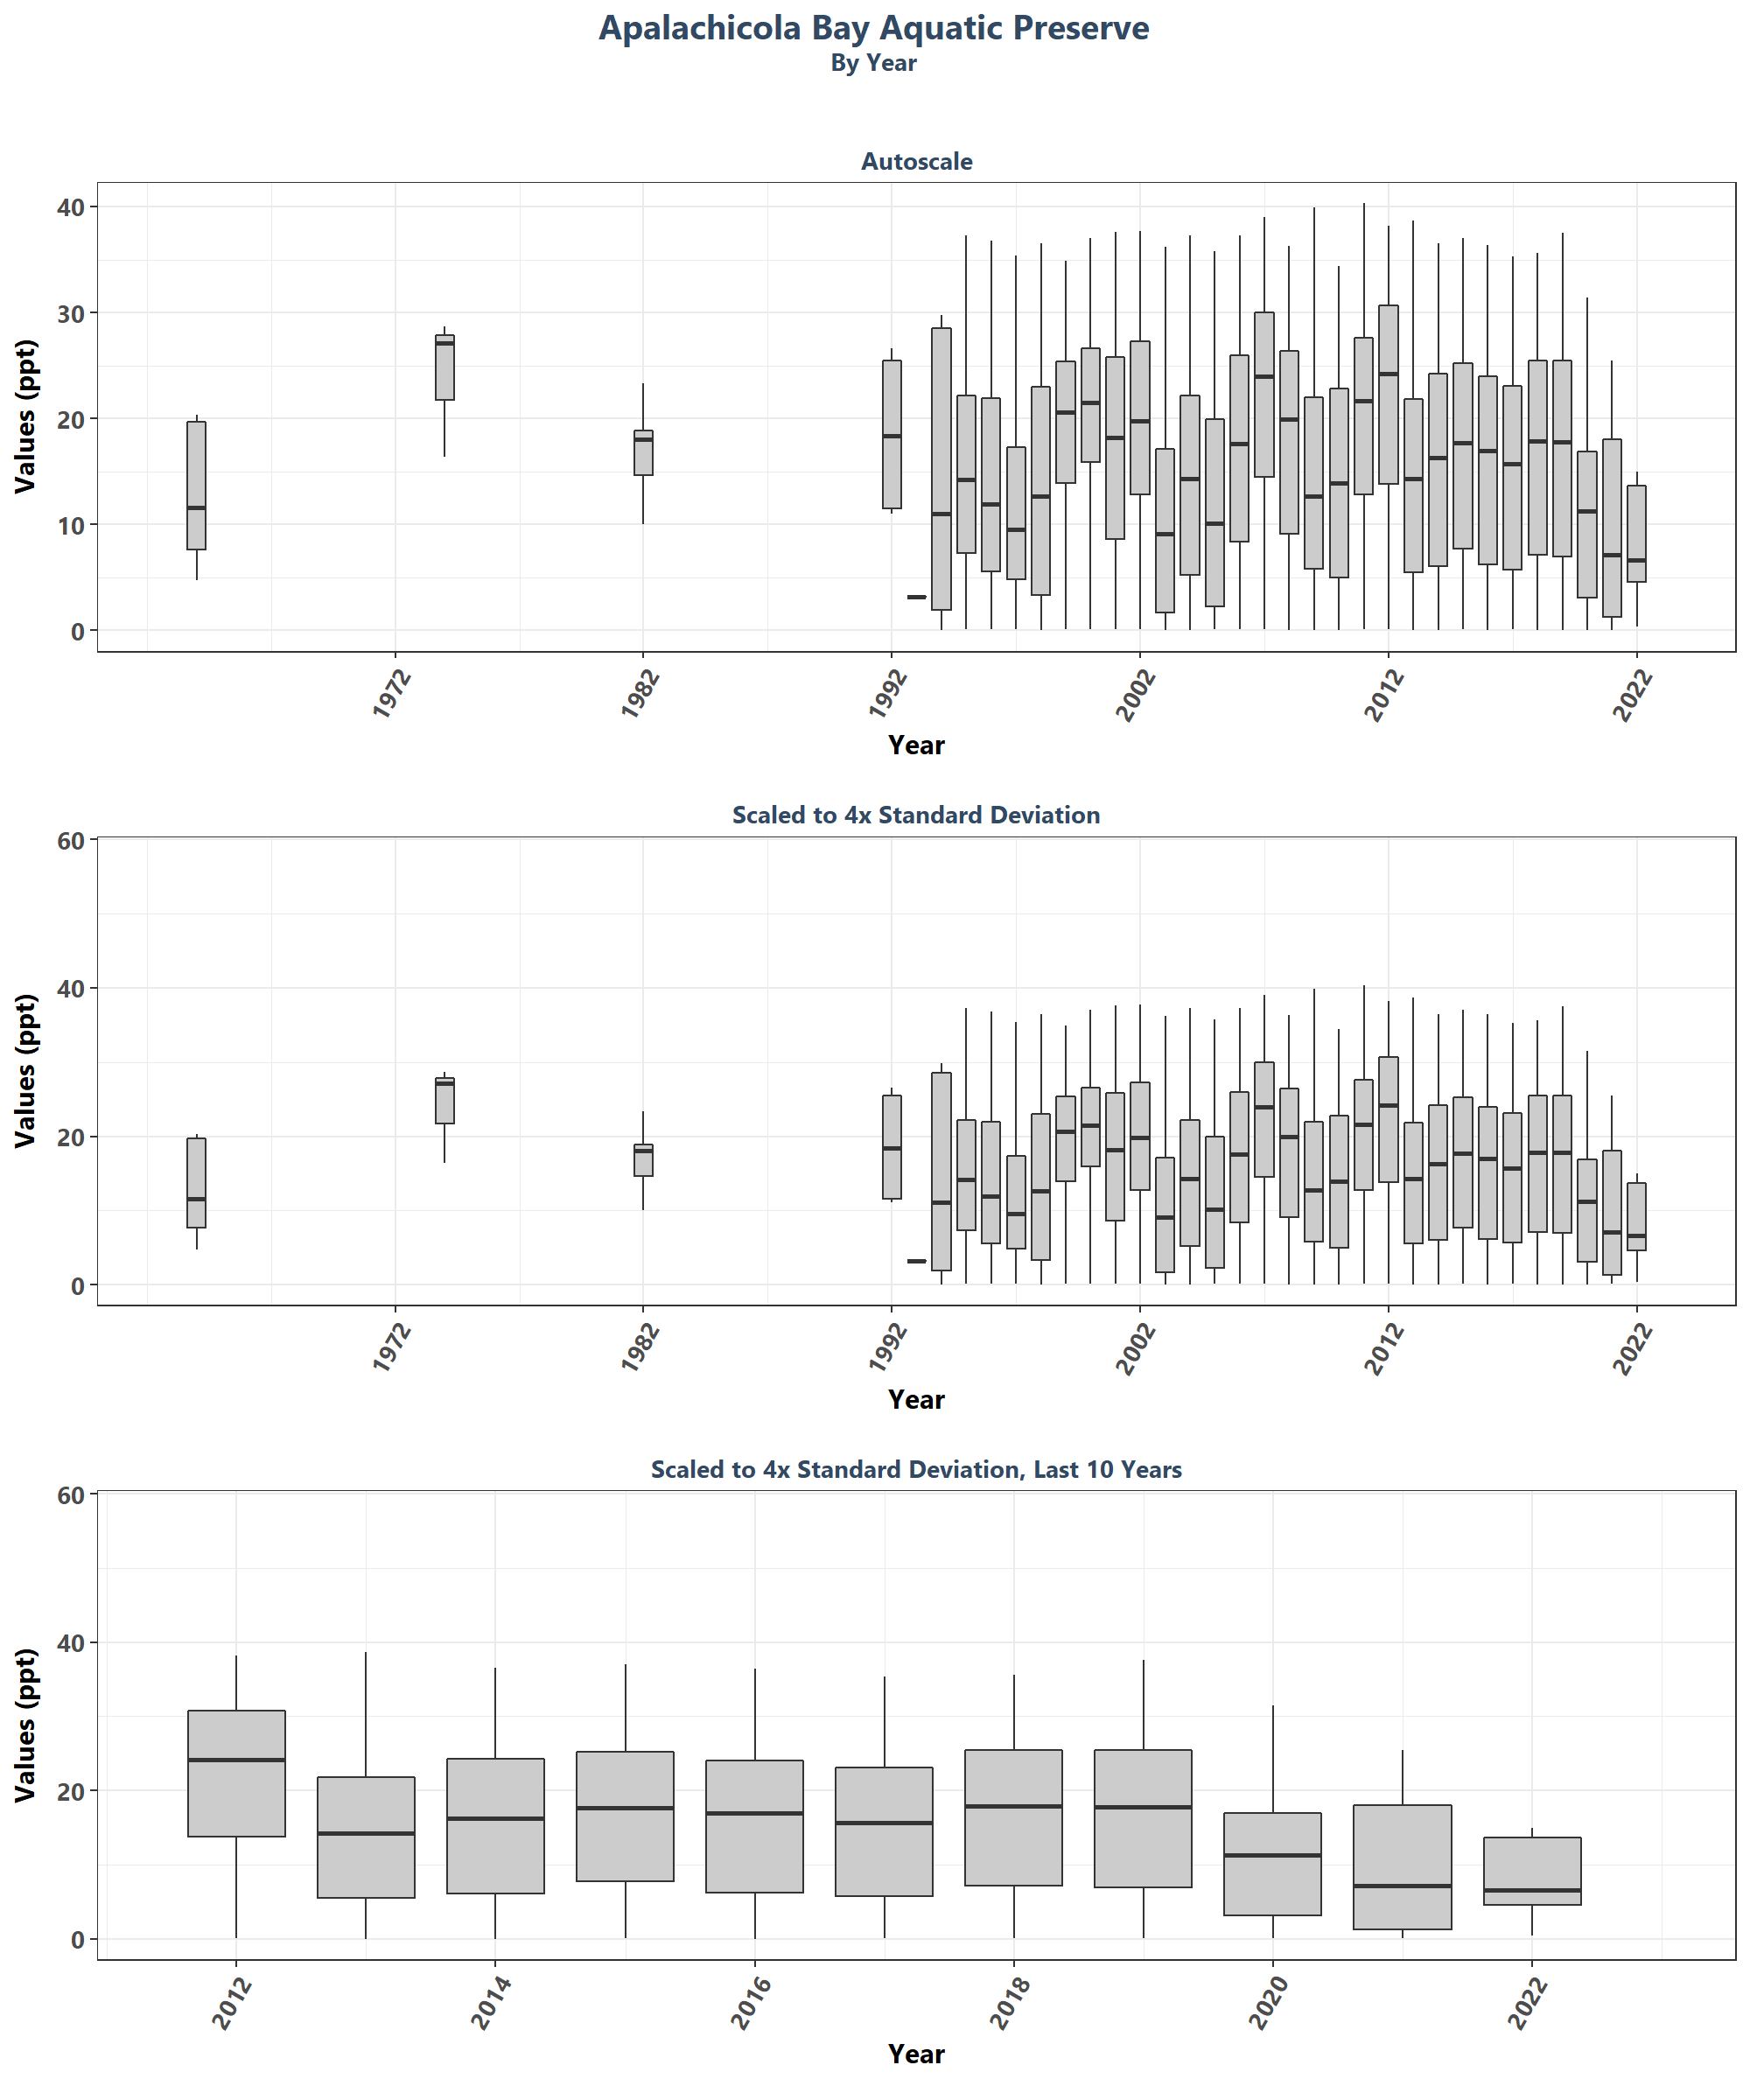 Apalachicola Bay Aquatic Preserve
By Year
Autoscale
40
30
20
10
0
Values (ppt)
1972 1982 1992 2002 2012 2022
Year
Scaled to 4x Standard Deviation
60
40
20
0
Values (ppt)
1972 1982 1992 2002 2012 2022
Year
Scaled to 4x Standard Deviation, Last 10 Years
60
40
20
0
Values (ppt)
2012 2014 2016 2018 2020 2022
Year